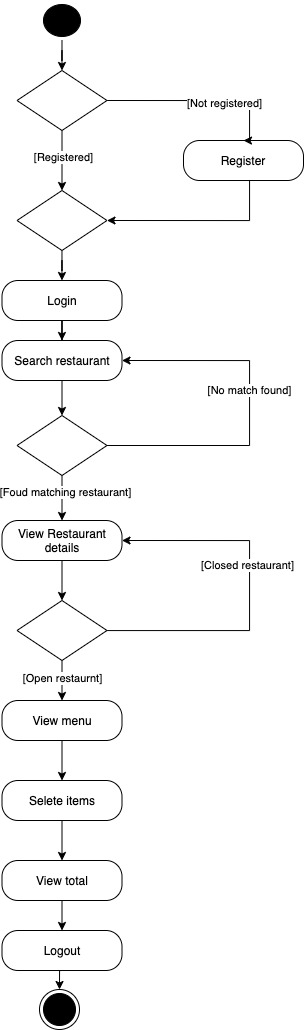 [Not registered]
[Registered]
Register
Login
Search restaurant
[No match found]
[Foud matching restaurant]
View Restaurant
details
[Closed restaurant]
[Open restaurnt]
View menu
Selete items
View total
Logout